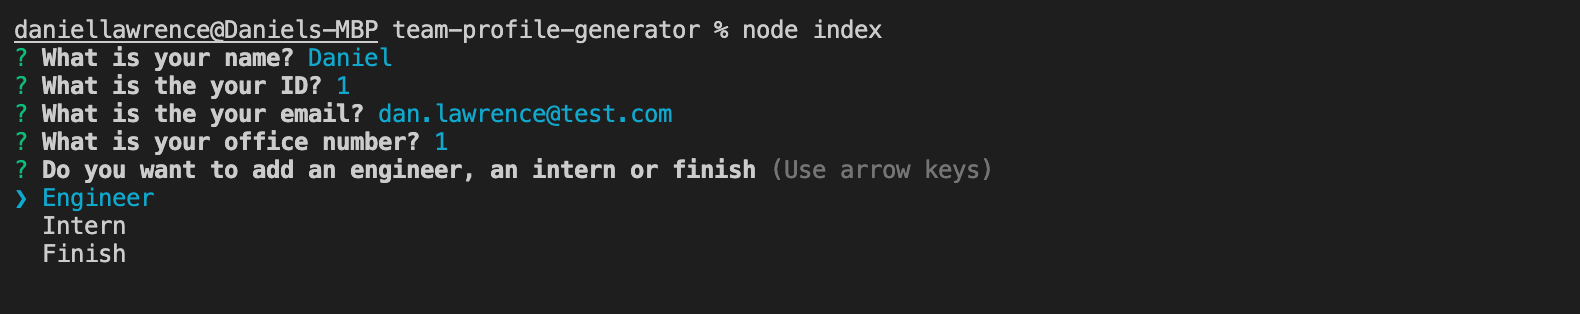 daniellawrence@Daniels-MBP team-profile-generator % node index
? What is your name? Daniel
? What is the your ID? 1
? What is the your email? dan.lawrence@test.com
? What is your office number? 1
? Do you want to add an engineer, an intern or finish (Use arrow keys)
❯ Engineer
Intern
Finish